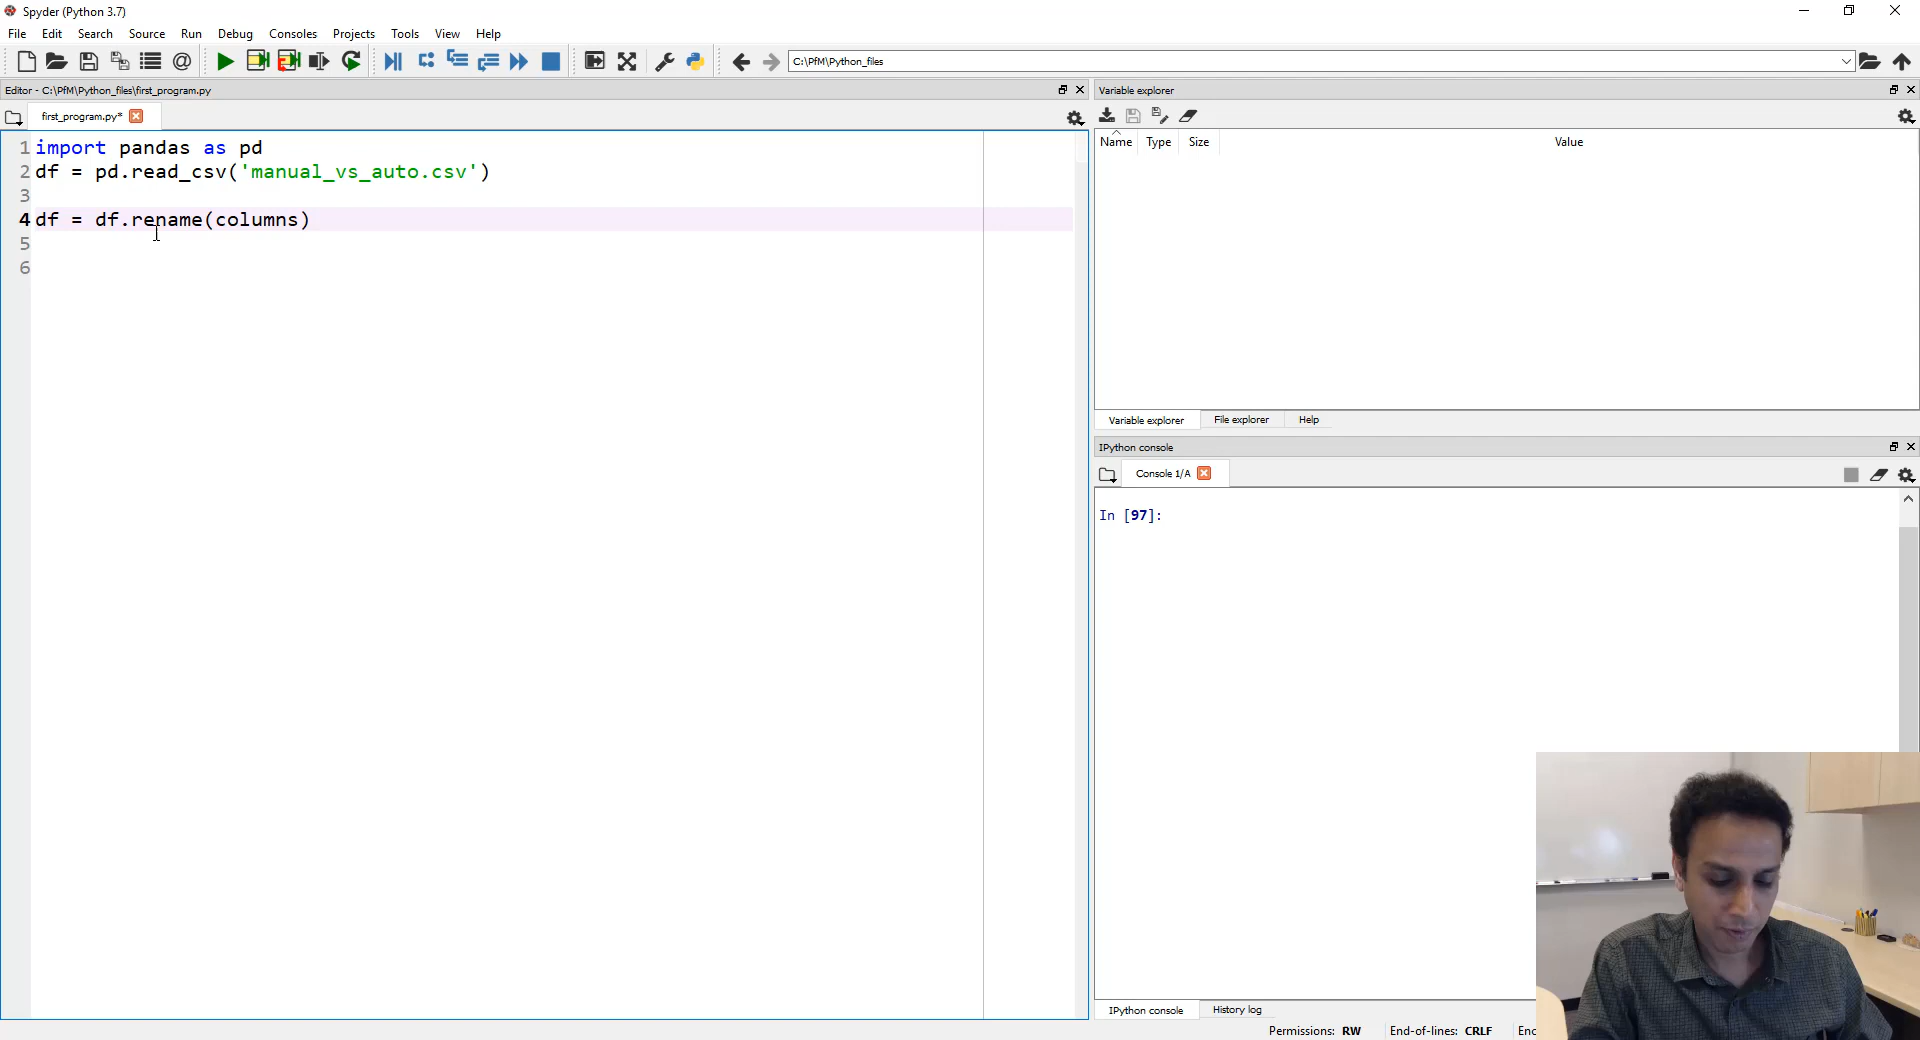 Spyder (Python 3.7)
File Edit Search Source Run Debug Consoles Projects Tools View Help
C:\PfM\Python_files
Editor - C:\PfM\Python_files\first_program.py
first_program.py*
1 import pandas as pd
2 df = pd.read_csv('manual_vs_auto.csv')
3
4 df = df.rename(columns)
5
6
Variable explorer
Name Type Size Value
Variable explorer File explorer Help
IPython console
Console 1/A
In [97]:
IPython console History log
Permissions: RW End-of-lines: CRLF Enc